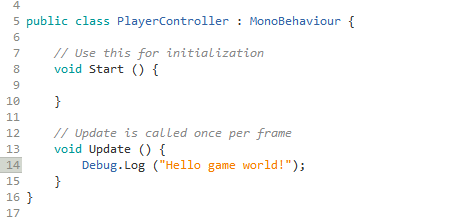 4
5 public class PlayerController : MonoBehaviour {
6
7 // Use this for initialization
8 void Start () {
9
10 }
11
12 // Update is called once per frame
13 void Update () {
14 Debug.Log ("Hello game world!");
15 }
16 }
17